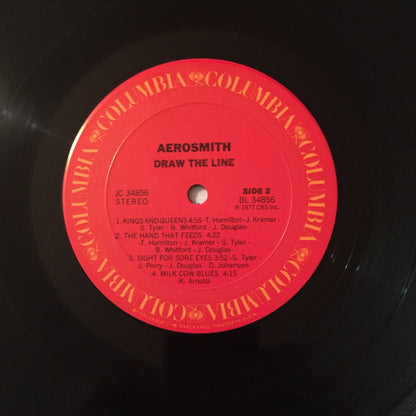 COLUMBIA COLUMBIA COLUMBIA COLUMBIA COLUMBIA COLUMBIA
AEROSMITH
DRAW THE LINE
JC 34856
STEREO
SIDE 2
BL 34856
℗ 1977 CBS Inc.
1. KINGS AND QUEENS 4:55 -T. Hamilton- J. Kramer-
S. Tyler - B. Whitford - J. Douglas-
2. THE HAND THAT FEEDS 4:22
-T. Hamilton - J. Kramer - S. Tyler -
B. Whitford - J. Douglas-
3. SIGHT FOR SORE EYES 3:52 -S. Tyler -
J. Perry - J. Douglas - D. Johansen-
4. MILK COW BLUES 4:15
-K. Arnold-